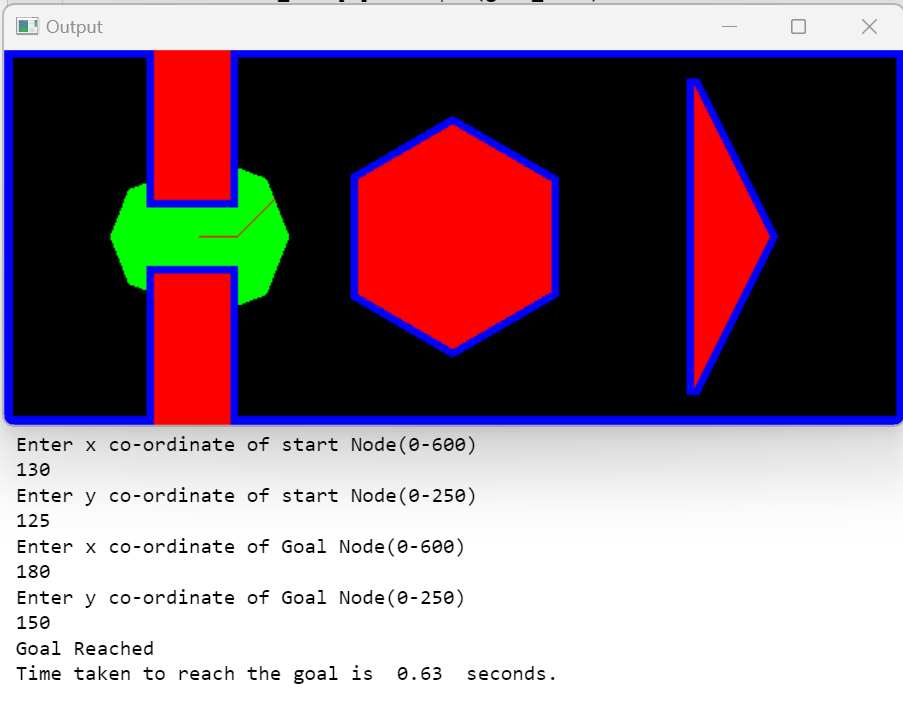 Output
Enter x co-ordinate of start Node(0-600)
130
Enter y co-ordinate of start Node(0-250)
125
Enter x co-ordinate of Goal Node(0-600)
180
Enter y co-ordinate of Goal Node(0-250)
150
Goal Reached
Time taken to reach the goal is  0.63  seconds.